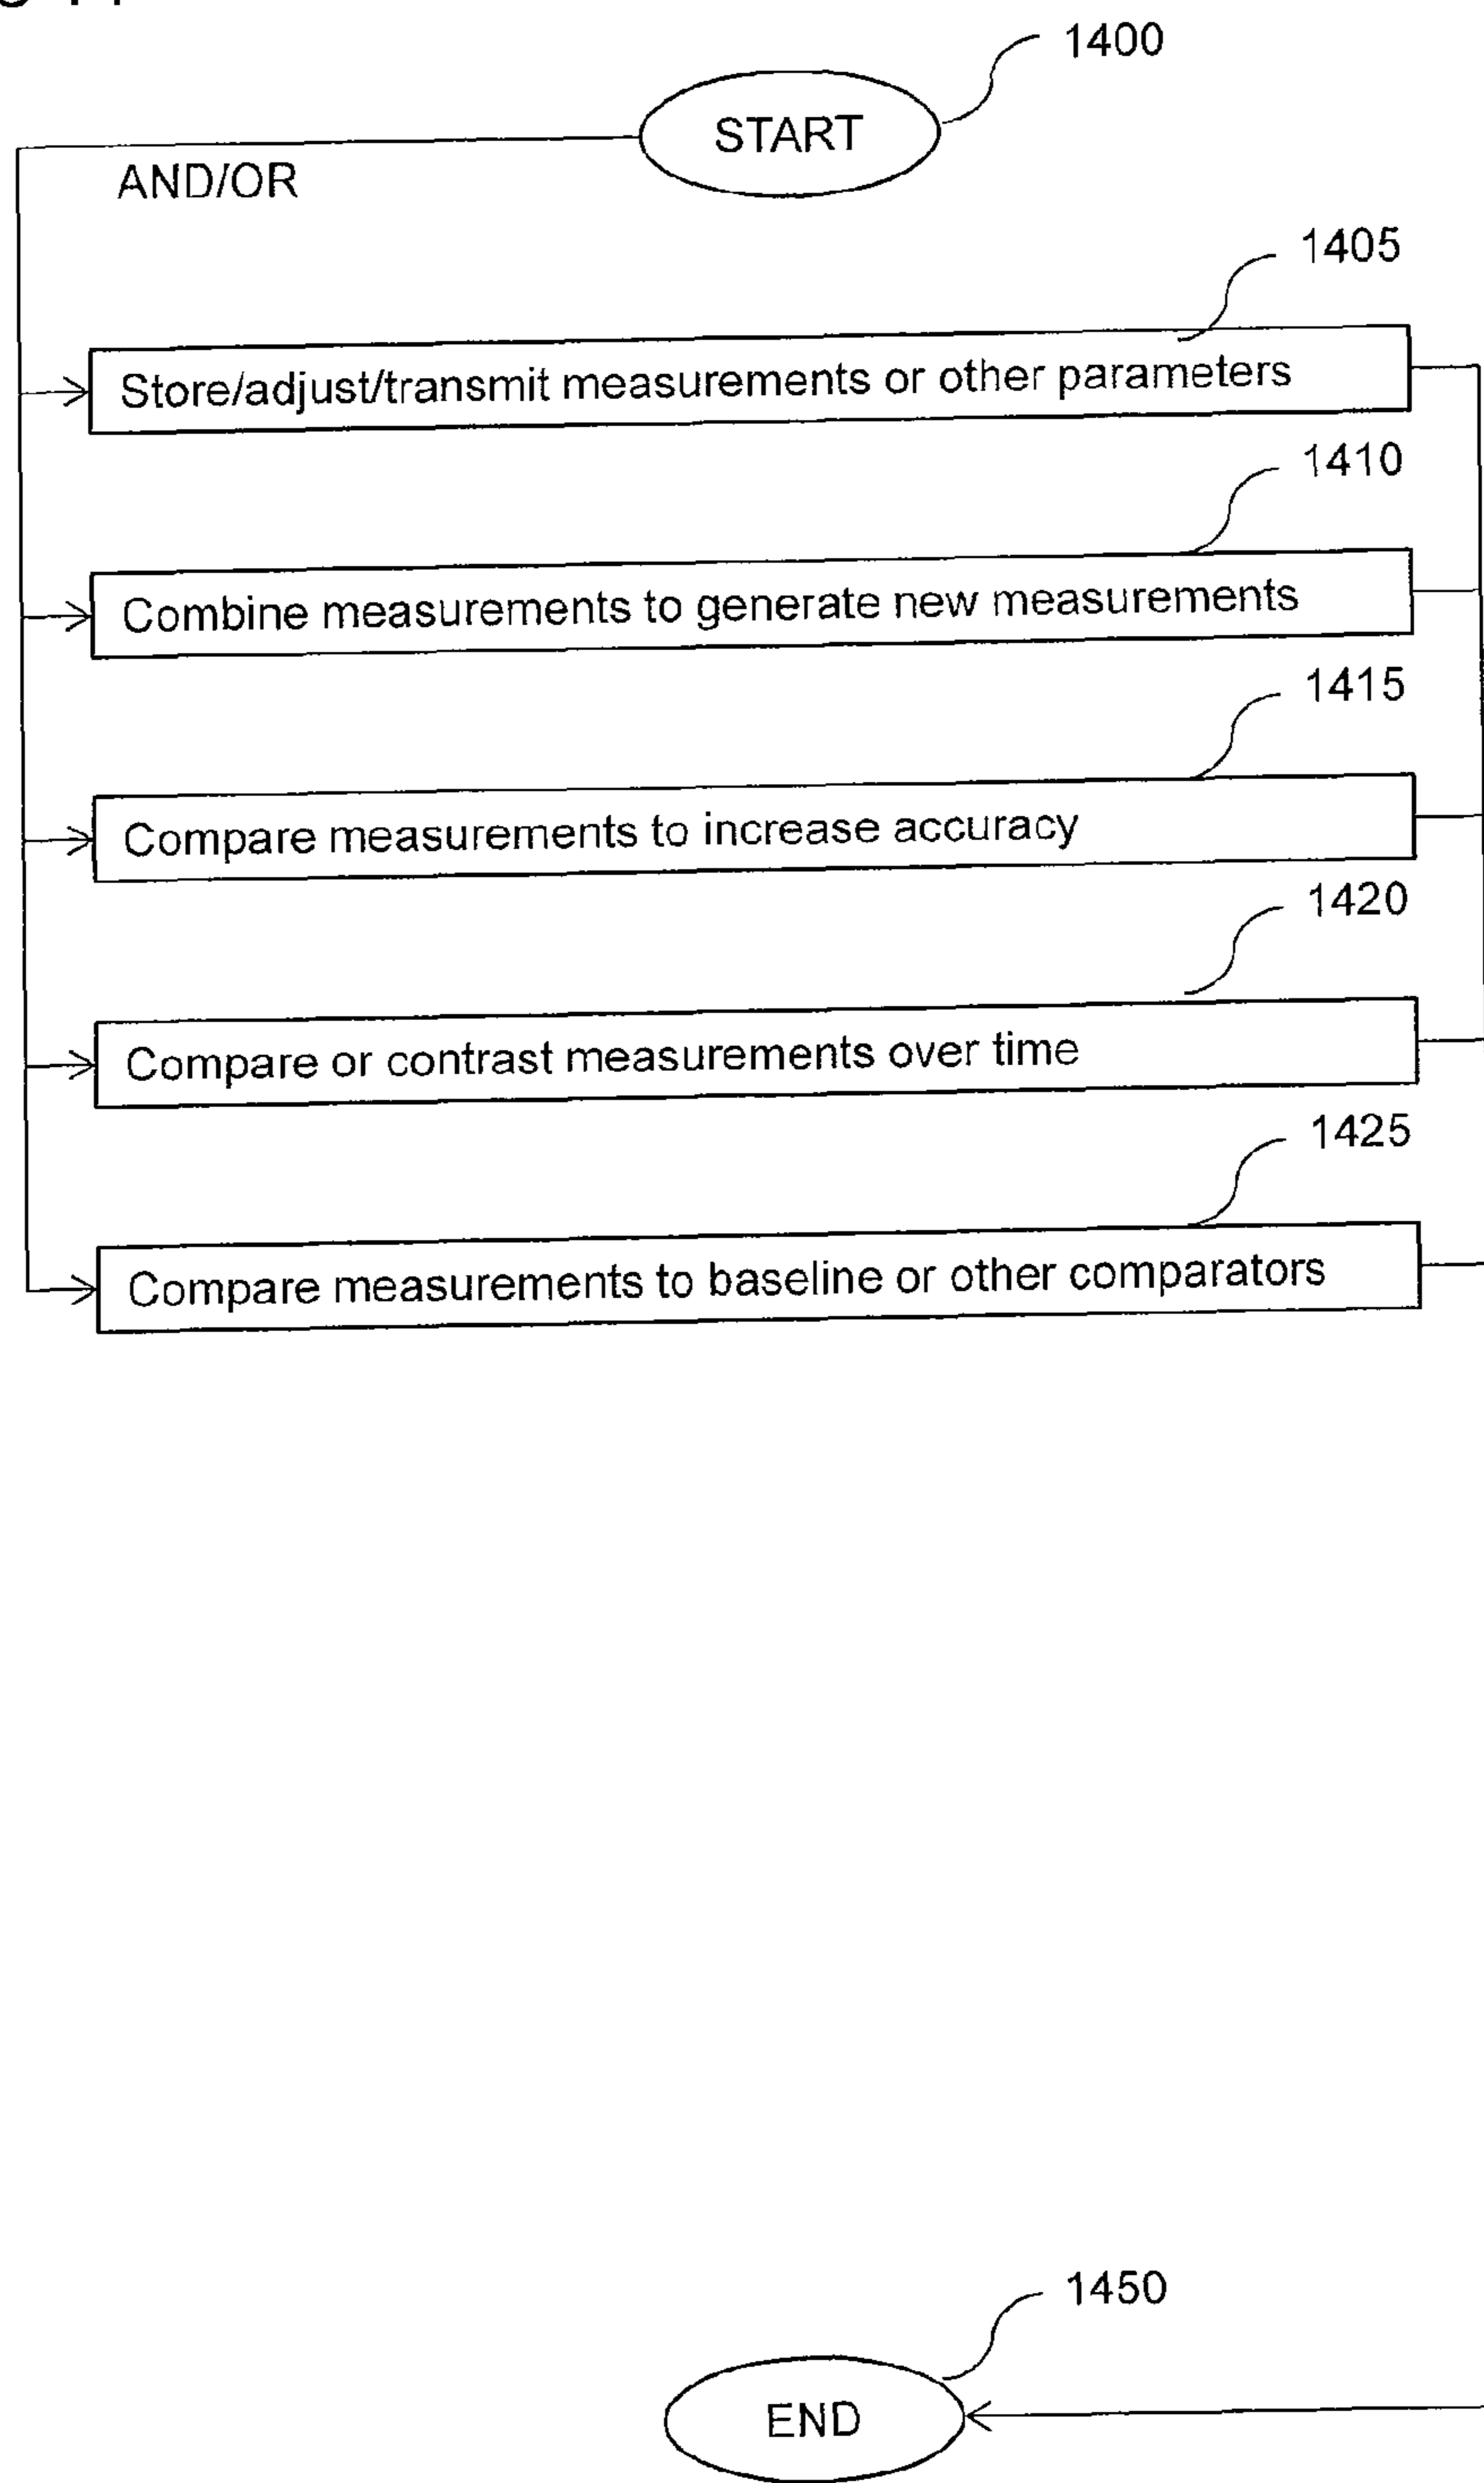 1400
START
AND/OR
1405
Store/adjust/transmit measurements or other parameters
1410
Combine measurements to generate new measurements
1415
Compare measurements to increase accuracy
1420
Compare or contrast measurements over time
1425
Compare measurements to baseline or other comparators
1450
END